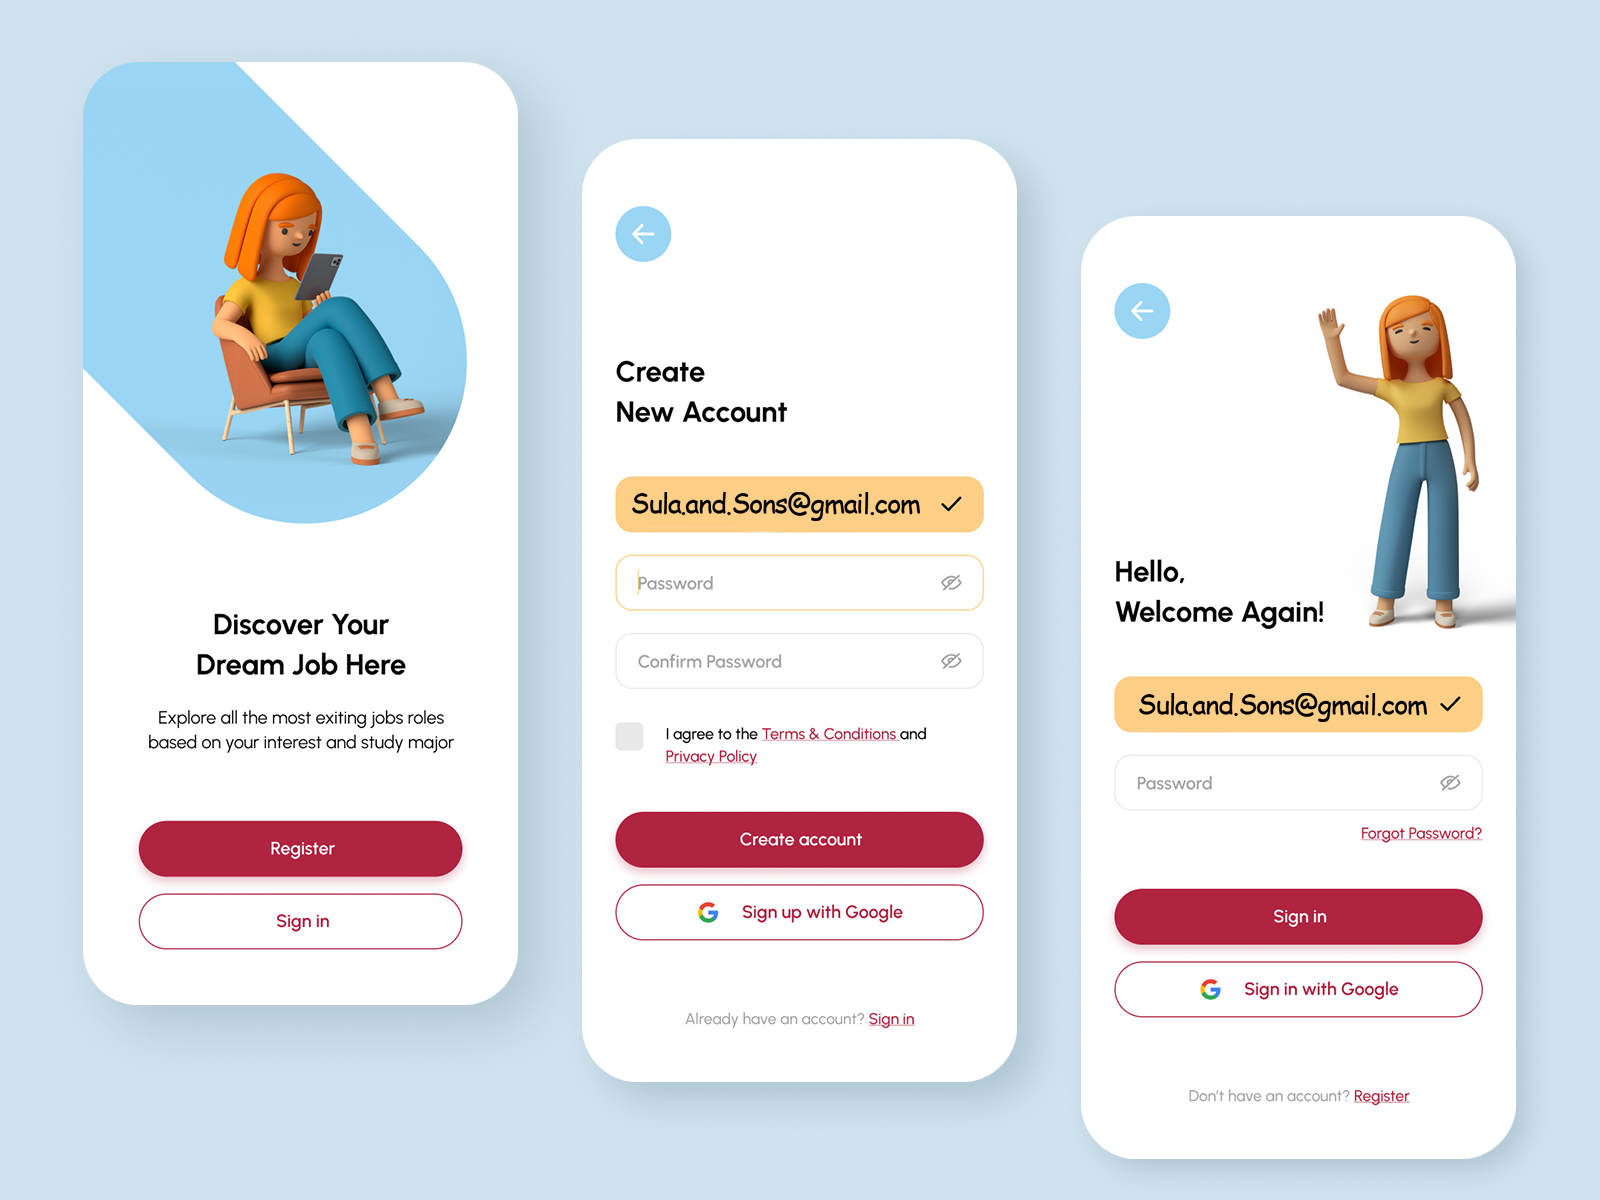 Discover Your
Dream Job Here
Explore all the most exiting jobs roles
based on your interest and study major
Register
Sign in
Create
New Account
Sula.and.Sons@gmail.com
Password
Confirm Password
I agree to the Terms & Conditions and
Privacy Policy
Create account
Sign up with Google
Already have an account? Sign in
Hello,
Welcome Again!
Sula.and.Sons@gmail.com
Password
Forgot Password?
Sign in
Sign in with Google
Don't have an account? Register